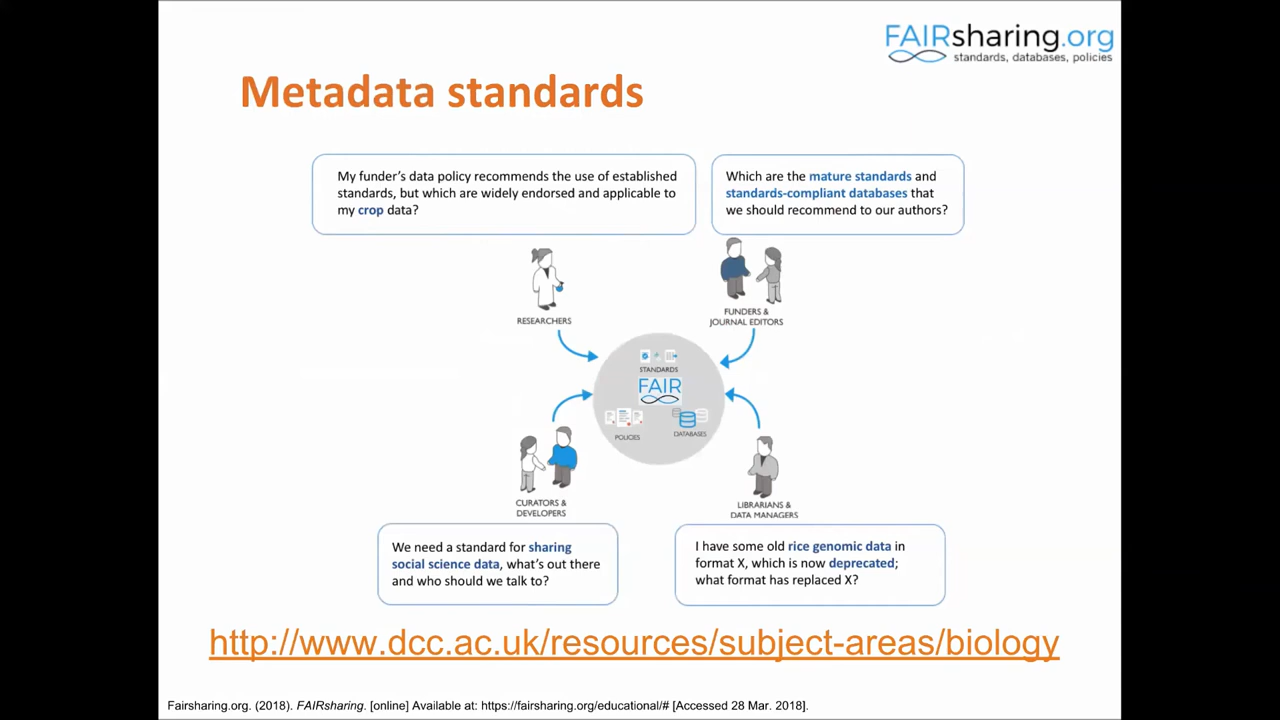 FAIRsharing.org
standards, databases, policies
Metadata standards
My funder's data policy recommends the use of established
standards, but which are widely endorsed and applicable to
my crop data?
Which are the mature standards and
standards-compliant databases that
we should recommend to our authors?
RESEARCHERS
FUNDERS &
JOURNAL EDITORS
STANDARDS
FAIR
POLICIES
DATABASES
CURATORS &
DEVELOPERS
LIBRARIANS &
DATA MANAGERS
We need a standard for sharing
social science data, what's out there
and who should we talk to?
I have some old rice genomic data in
format X, which is now deprecated;
what format has replaced X?
http://www.dcc.ac.uk/resources/subject-areas/biology
Fairsharing.org. (2018). FAIRsharing. [online] Available at: https://fairsharing.org/educational/# [Accessed 28 Mar. 2018].